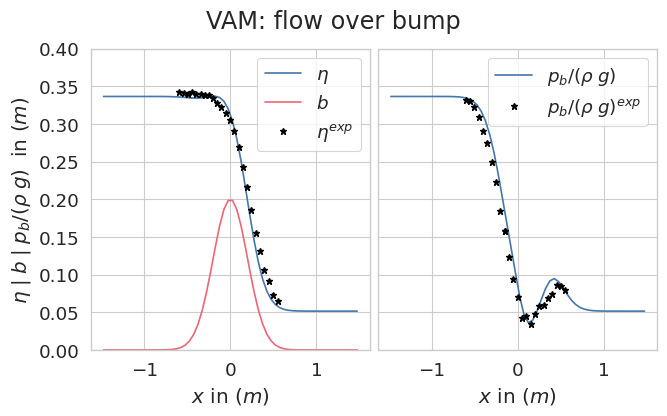 VAM: flow over bump
η | b | p_b/(ρ g) in (m)
0.40
0.35
0.30
0.25
0.20
0.15
0.10
0.05
0.00
η
b
η^exp
p_b/(ρ g)
p_b/(ρ g)^exp
−1 0 1
−1 0 1
x in (m)
x in (m)